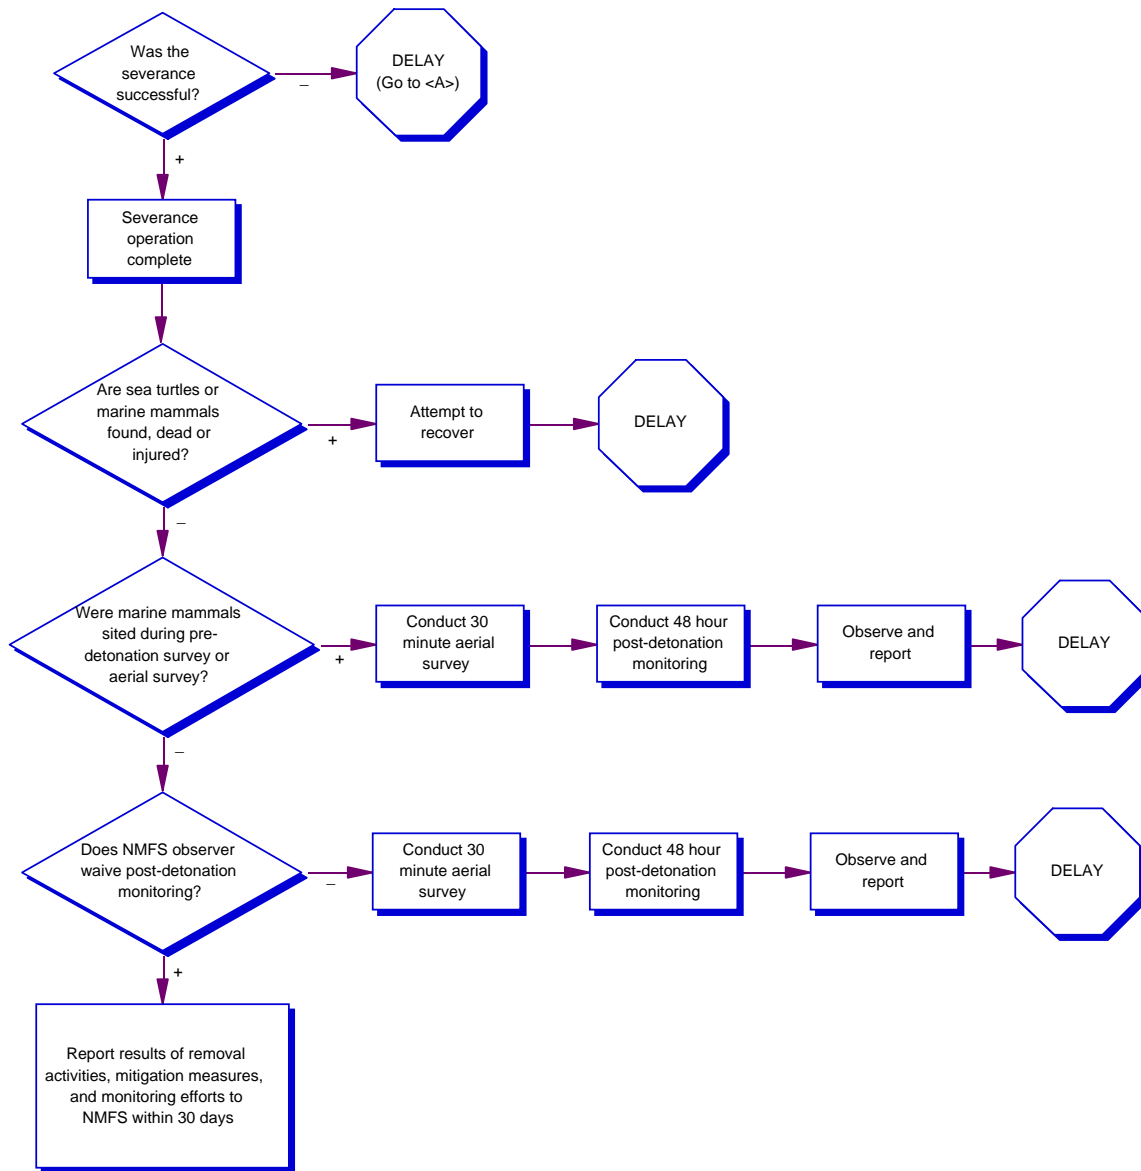 Was the
severance
successful?
–
DELAY
(Go to <A>)
+
Severance
operation
complete
Are sea turtles or
marine mammals
found, dead or
injured?
+
Attempt to
recover
DELAY
–
Were marine mammals
sited during pre-
detonation survey or
aerial survey?
+
Conduct 30
minute aerial
survey
Conduct 48 hour
post-detonation
monitoring
Observe and
report
DELAY
–
Does NMFS observer
waive post-detonation
monitoring?
–
Conduct 30
minute aerial
survey
Conduct 48 hour
post-detonation
monitoring
Observe and
report
DELAY
+
Report results of removal
activities, mitigation measures,
and monitoring efforts to
NMFS within 30 days